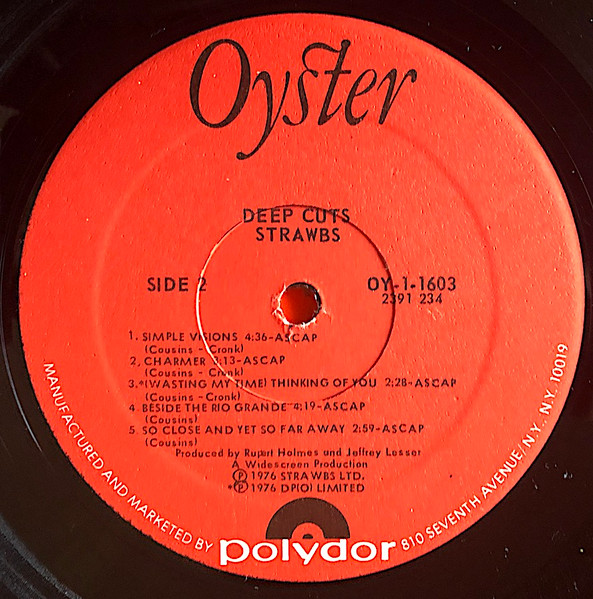 Oyster
DEEP CUTS
STRAWBS
SIDE 2
OY-1-1603
2391 234
1. SIMPLE VISIONS 4:36-ASCAP
(Cousins - Cronk)
2, CHARMER 3:13-ASCAP
(Cousins - Cronk)
3.*(WASTING MY TIME) THINKING OF YOU 2:28-ASCAP
(Cousins-Cronk)
4. BESIDE THE RIO GRANDE 4:19-ASCAP
(Cousins)
5. SO CLOSE AND YET SO FAR AWAY 2:59-ASCAP
(Cousins)
Produced by Rupert Holmes and Jeffrey Lesser
A Widescreen Production
Ⓟ1976 STRAWBS LTD.
*Ⓟ1976 DP(O) LIMITED
MANUFACTURED AND MARKETED BY polydor 810 SEVENTH AVENUE/N.Y., N.Y. 10019